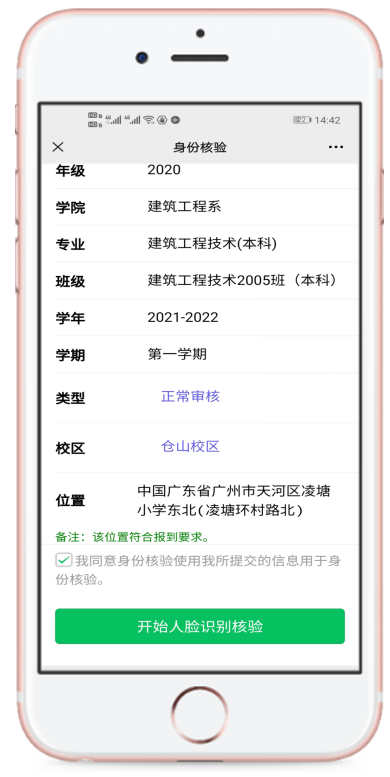 14:42
身份核验
年级 2020
学院 建筑工程系
专业 建筑工程技术(本科)
班级 建筑工程技术2005班（本科）
学年 2021-2022
学期 第一学期
类型 正常审核
校区 仓山校区
位置 中国广东省广州市天河区凌塘
小学东北(凌塘环村路北)
备注：该位置符合报到要求。
我同意身份核验使用我所提交的信息用于身
份核验。
开始人脸识别核验